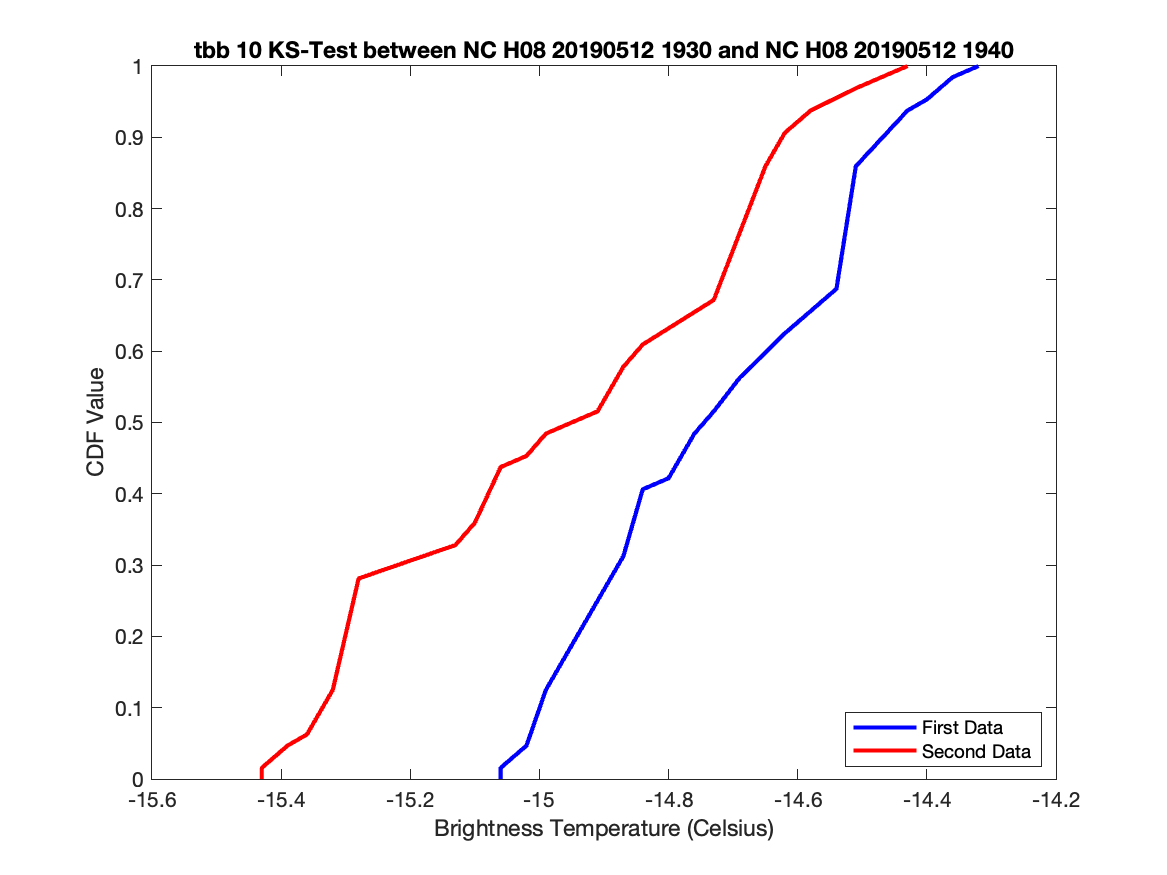 tbb 10 KS-Test between NC H08 20190512 1930 and NC H08 20190512 1940
1
0.9
0.8
0.7
0.6
0.5
0.4
0.3
0.2
0.1
0
CDF Value
First Data
Second Data
-15.6 -15.4 -15.2 -15 -14.8 -14.6 -14.4 -14.2
Brightness Temperature (Celsius)